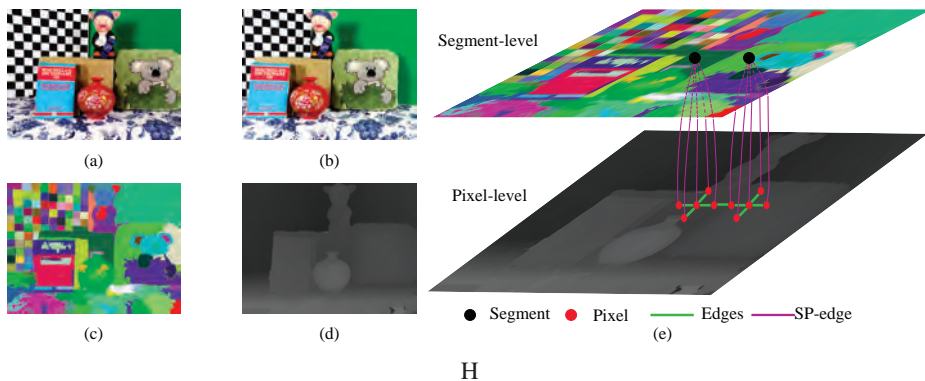 Segment-level
(a)
(b)
Pixel-level
(c)
(d)
Segment
Pixel
Edges
SP-edge
(e)
H